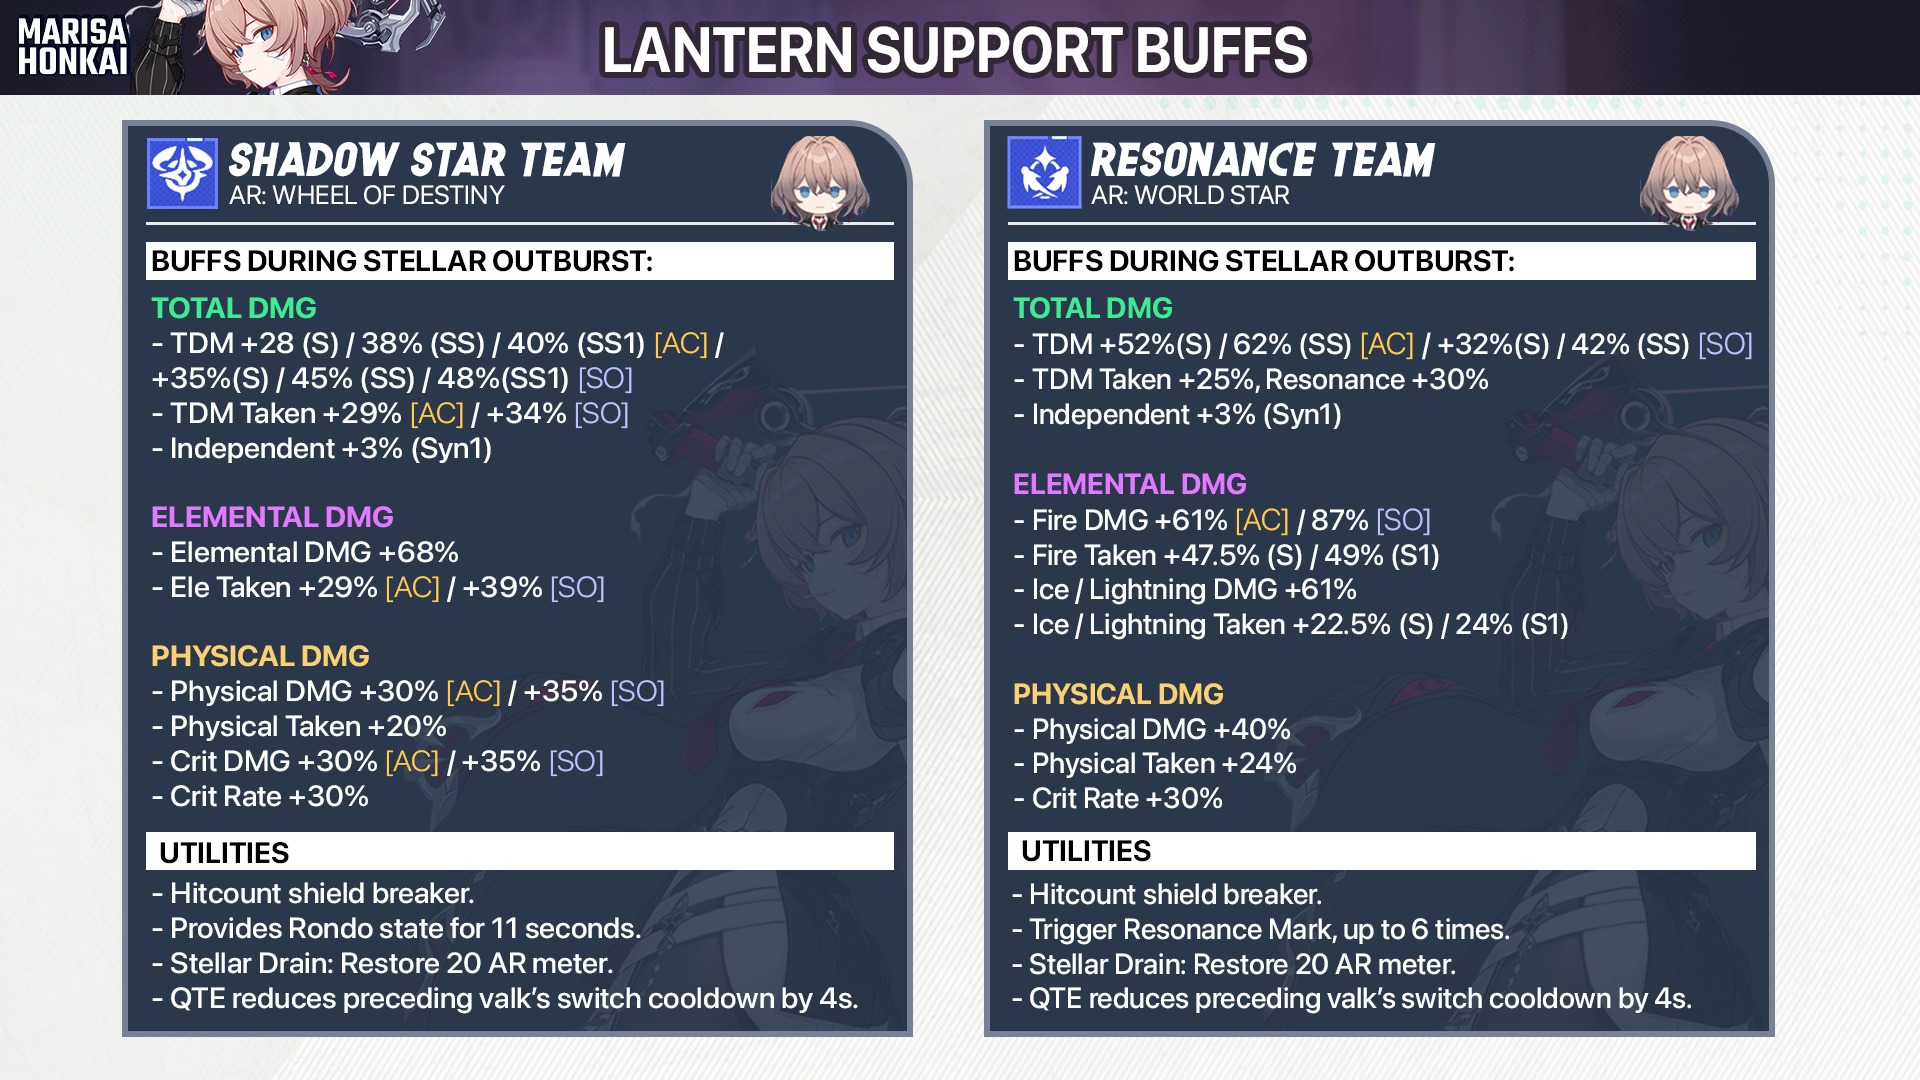 MARISA
HONKAI
LANTERN SUPPORT BUFFS
SHADOW STAR TEAM
AR: WHEEL OF DESTINY
BUFFS DURING STELLAR OUTBURST:
TOTAL DMG
- TDM +28 (S) / 38% (SS) / 40% (SS1) [AC] /
+35%(S) / 45% (SS) / 48%(SS1) [SO]
- TDM Taken +29% [AC] / +34% [SO]
- Independent +3% (Syn1)
ELEMENTAL DMG
- Elemental DMG +68%
- Ele Taken +29% [AC] / +39% [SO]
PHYSICAL DMG
- Physical DMG +30% [AC] / +35% [SO]
- Physical Taken +20%
- Crit DMG +30% [AC] / +35% [SO]
- Crit Rate +30%
UTILITIES
- Hitcount shield breaker.
- Provides Rondo state for 11 seconds.
- Stellar Drain: Restore 20 AR meter.
- QTE reduces preceding valk's switch cooldown by 4s.
RESONANCE TEAM
AR: WORLD STAR
BUFFS DURING STELLAR OUTBURST:
TOTAL DMG
- TDM +52%(S) / 62% (SS) [AC] / +32%(S) / 42% (SS) [SO]
- TDM Taken +25%, Resonance +30%
- Independent +3% (Syn1)
ELEMENTAL DMG
- Fire DMG +61% [AC] / 87% [SO]
- Fire Taken +47.5% (S) / 49% (S1)
- Ice / Lightning DMG +61%
- Ice / Lightning Taken +22.5% (S) / 24% (S1)
PHYSICAL DMG
- Physical DMG +40%
- Physical Taken +24%
- Crit Rate +30%
UTILITIES
- Hitcount shield breaker.
- Trigger Resonance Mark, up to 6 times.
- Stellar Drain: Restore 20 AR meter.
- QTE reduces preceding valk's switch cooldown by 4s.